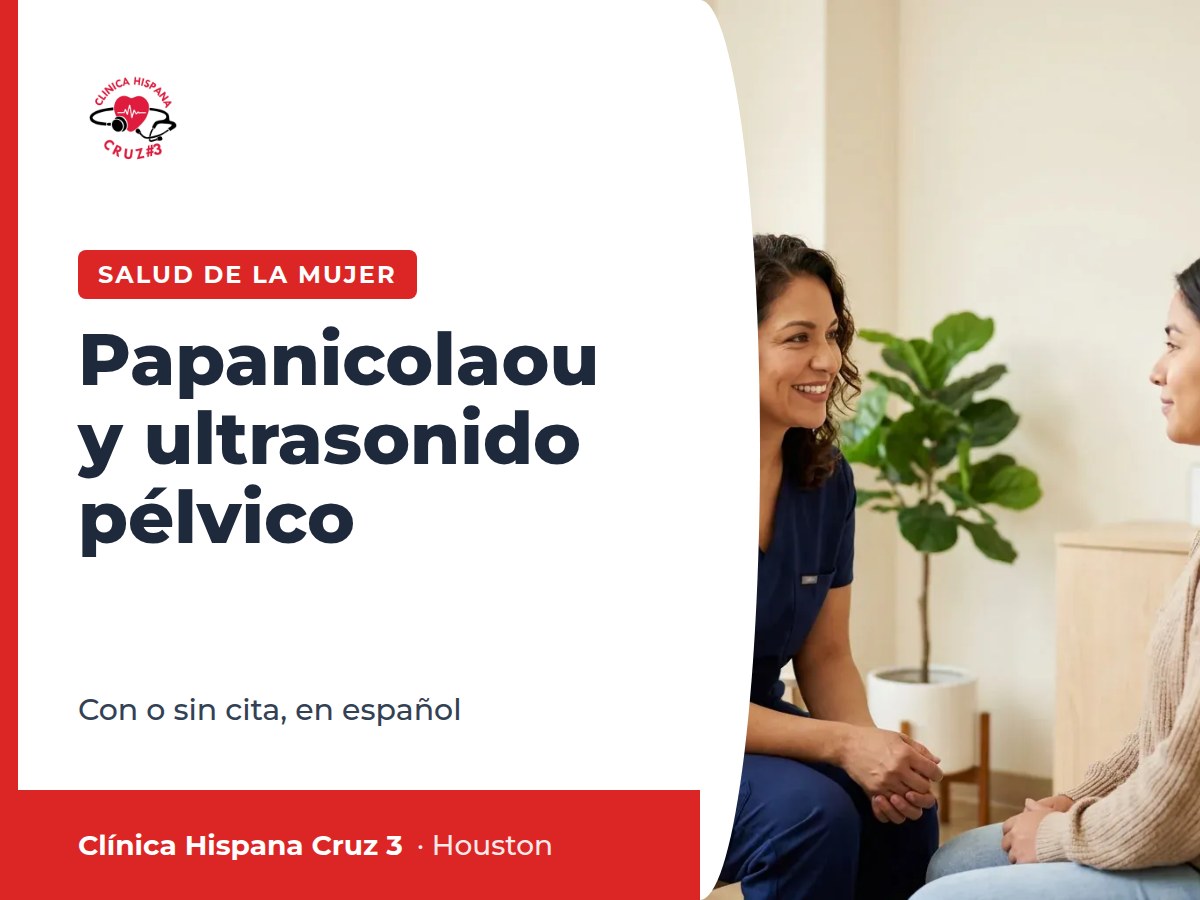 CLINICA HISPANA
CRUZ#3
SALUD DE LA MUJER
Papanicolaou
y ultrasonido
pélvico
Con o sin cita, en español
Clínica Hispana Cruz 3 · Houston